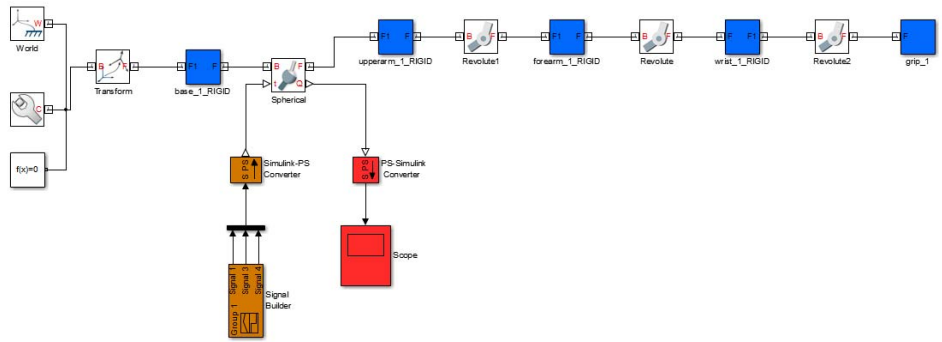 W
World
C
f(x)=0
B
F
Transform
F1
F
base_1_RIGID
B
F
t
Q
Spherical
F1
F
upperarm_1_RIGID
B
F
Revolute1
F1
F
forearm_1_RIGID
B
F
Revolute
F1
F
wrist_1_RIGID
B
F
Revolute2
F
grip_1
S PS
Simulink-PS
Converter
S PS
PS-Simulink
Converter
Signal 1
Signal 3
Signal 4
Group 1
Signal
Builder
Scope